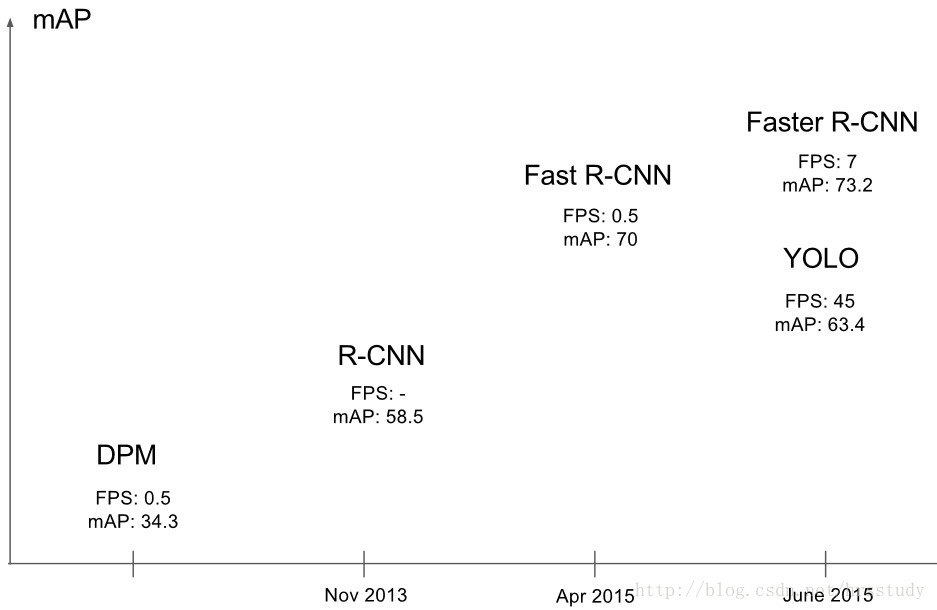 mAP
Faster R-CNN
FPS: 7
mAP: 73.2
Fast R-CNN
FPS: 0.5
mAP: 70
YOLO
FPS: 45
mAP: 63.4
R-CNN
FPS: -
mAP: 58.5
DPM
FPS: 0.5
mAP: 34.3
Nov 2013
Apr 2015
June 2015